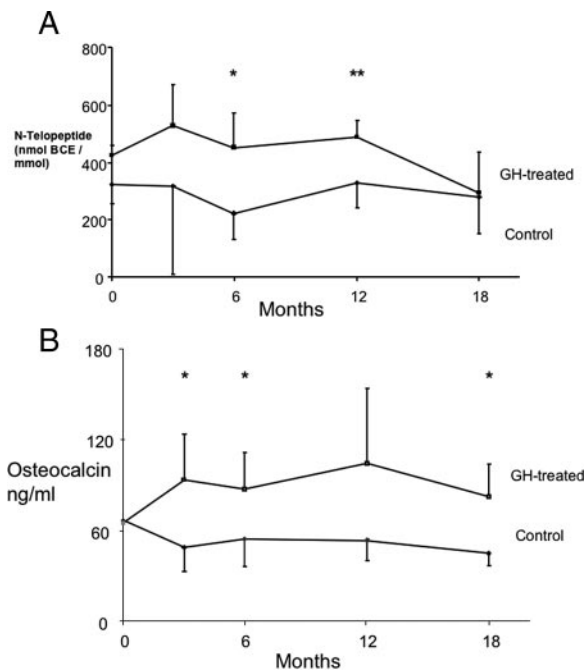 A
800
* **
600
N-Telopeptide
(nmol BCE /
mmol)
400
GH-treated
200
Control
0
0 6 12 18
Months
B
180
* * *
120
Osteocalcin
ng/ml
GH-treated
60
Control
0
0 6 12 18
Months